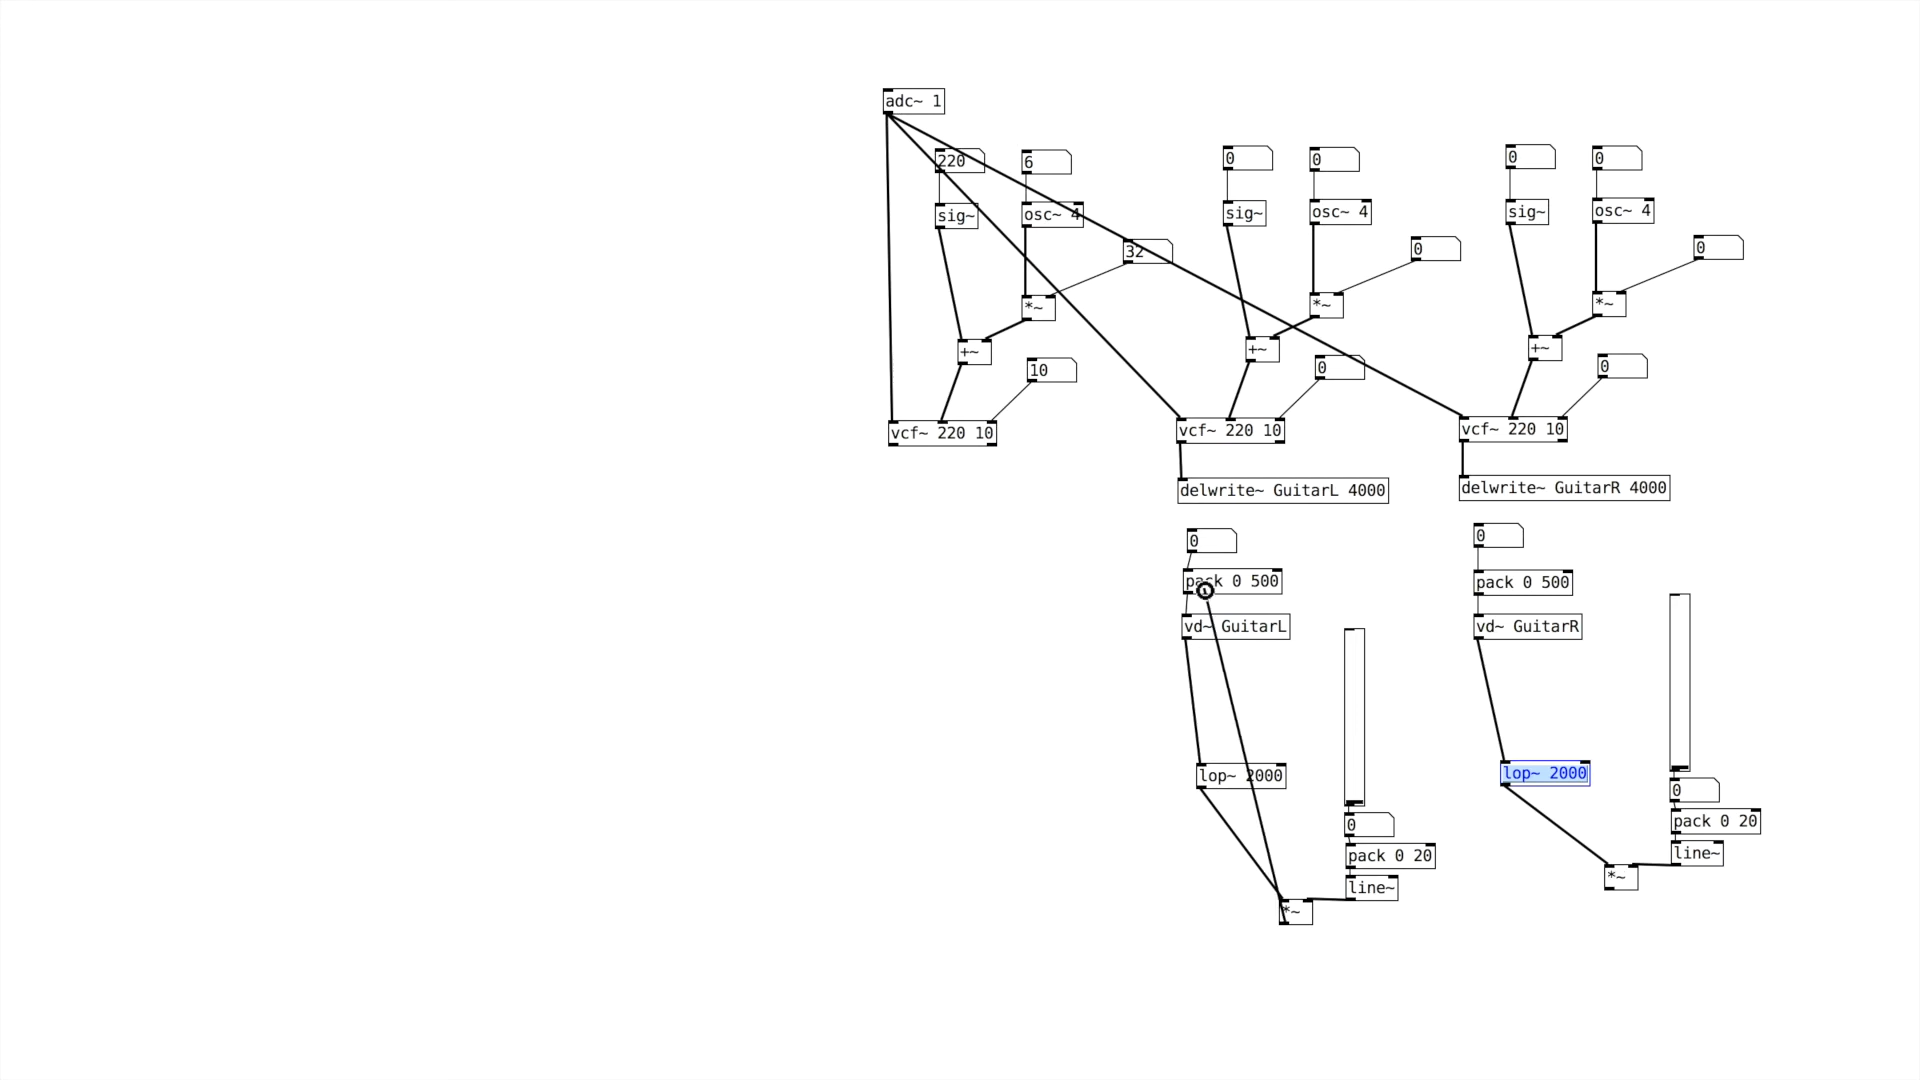 adc~ 1
220
6
0
0
0
0
sig~
osc~ 4
sig~
osc~ 4
sig~
osc~ 4
32
0
0
*~
*~
*~
+~
+~
+~
10
0
0
vcf~ 220 10
vcf~ 220 10
vcf~ 220 10
delwrite~ GuitarL 4000
delwrite~ GuitarR 4000
0
0
pack 0 500
pack 0 500
vd~ GuitarL
vd~ GuitarR
lop~ 2000
lop~ 2000
0
0
pack 0 20
pack 0 20
line~
line~
*~
*~